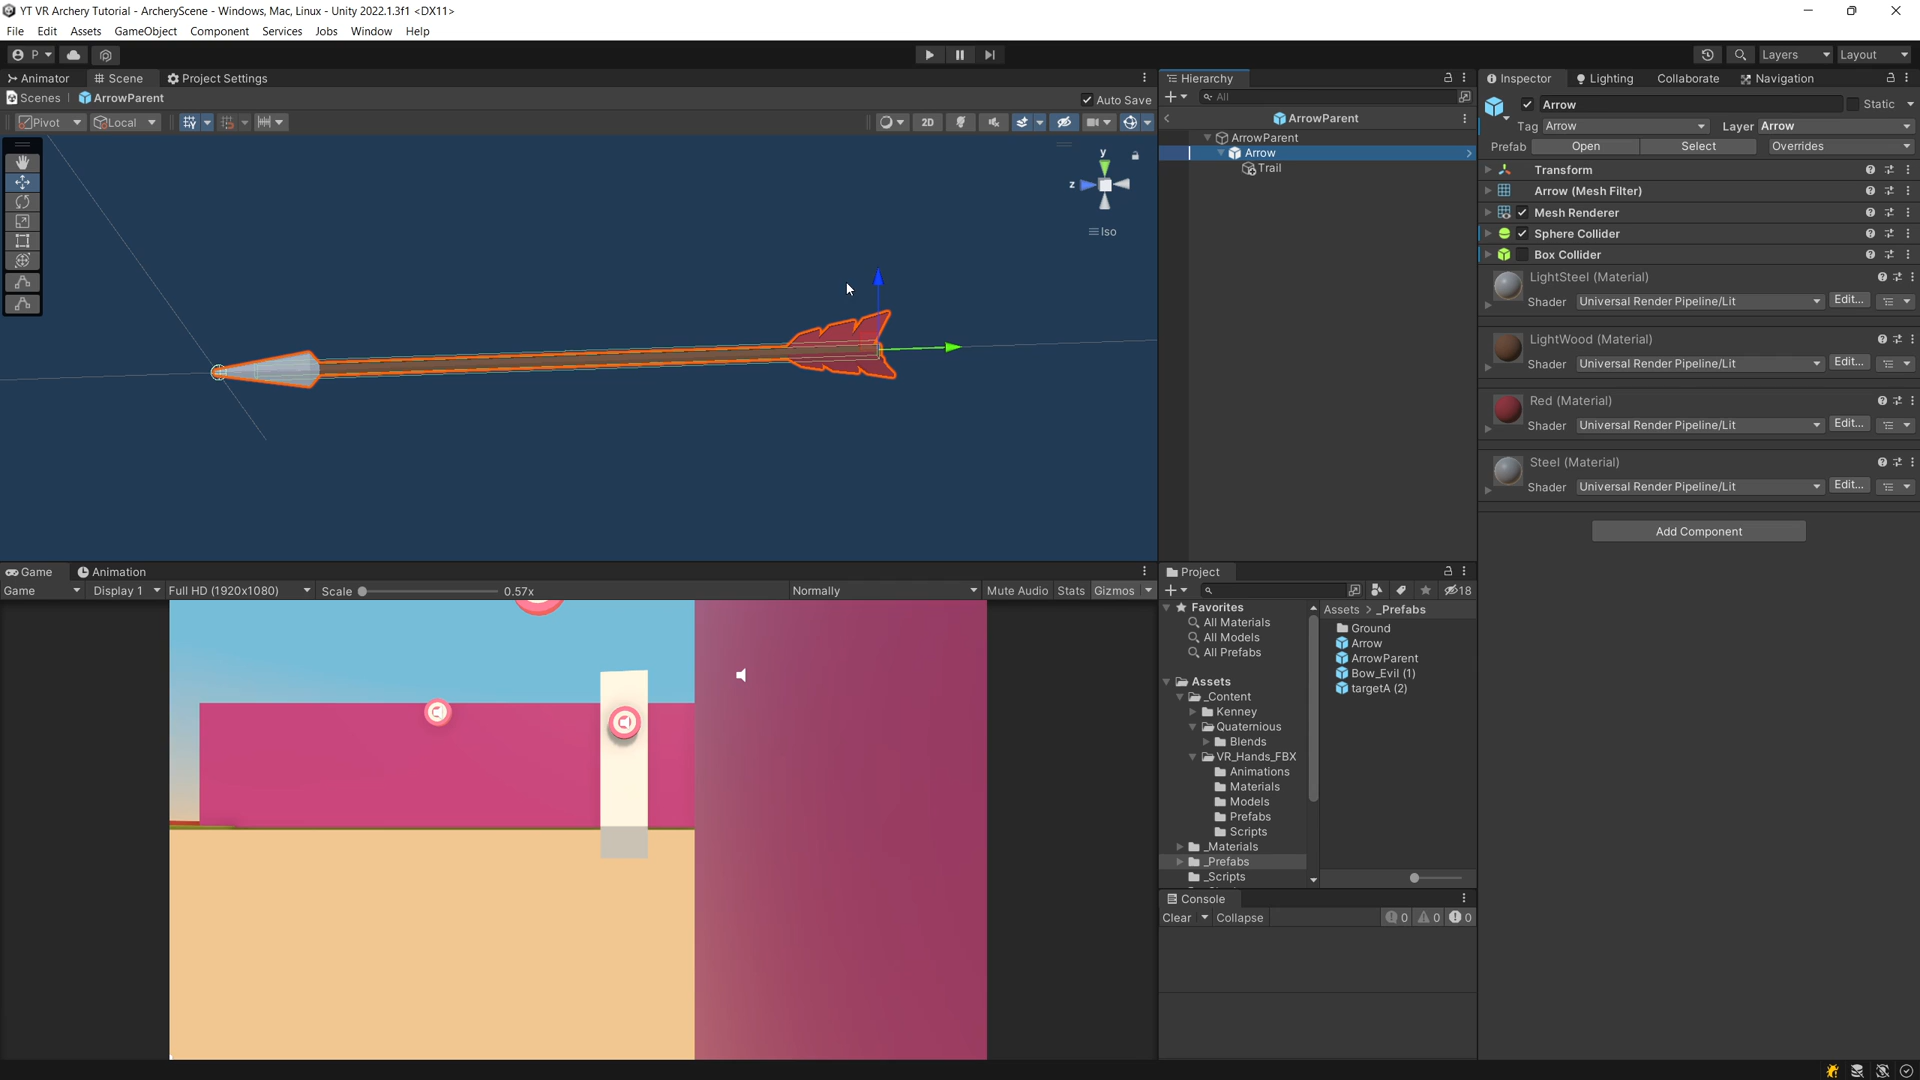 YT VR Archery Tutorial - ArcheryScene - Windows, Mac, Linux - Unity 2022.1.3f1 <DX11>
File Edit Assets GameObject Component Services Jobs Window Help
P Layers Layout
Animator Scene Project Settings
Scenes ArrowParent Auto Save
Pivot Local 2D
y
z
Iso
Hierarchy
All
ArrowParent
ArrowParent
Arrow
Trail
Inspector Lighting Collaborate Navigation
Arrow Static
Tag Arrow Layer Arrow
Prefab Open Select Overrides
Transform
Arrow (Mesh Filter)
Mesh Renderer
Sphere Collider
Box Collider
LightSteel (Material)
Shader Universal Render Pipeline/Lit Edit...
LightWood (Material)
Shader Universal Render Pipeline/Lit Edit...
Red (Material)
Shader Universal Render Pipeline/Lit Edit...
Steel (Material)
Shader Universal Render Pipeline/Lit Edit...
Add Component
Game Animation
Game Display 1 Full HD (1920x1080) Scale 0.57x Normally Mute Audio Stats Gizmos
Project
18
Favorites
All Materials
All Models
All Prefabs
Assets
_Content
Kenney
Quaternious
Blends
VR_Hands_FBX
Animations
Materials
Models
Prefabs
Scripts
_Materials
_Prefabs
_Scripts
Assets > _Prefabs
Ground
Arrow
ArrowParent
Bow_Evil (1)
targetA (2)
Console
Clear Collapse 0 0 0